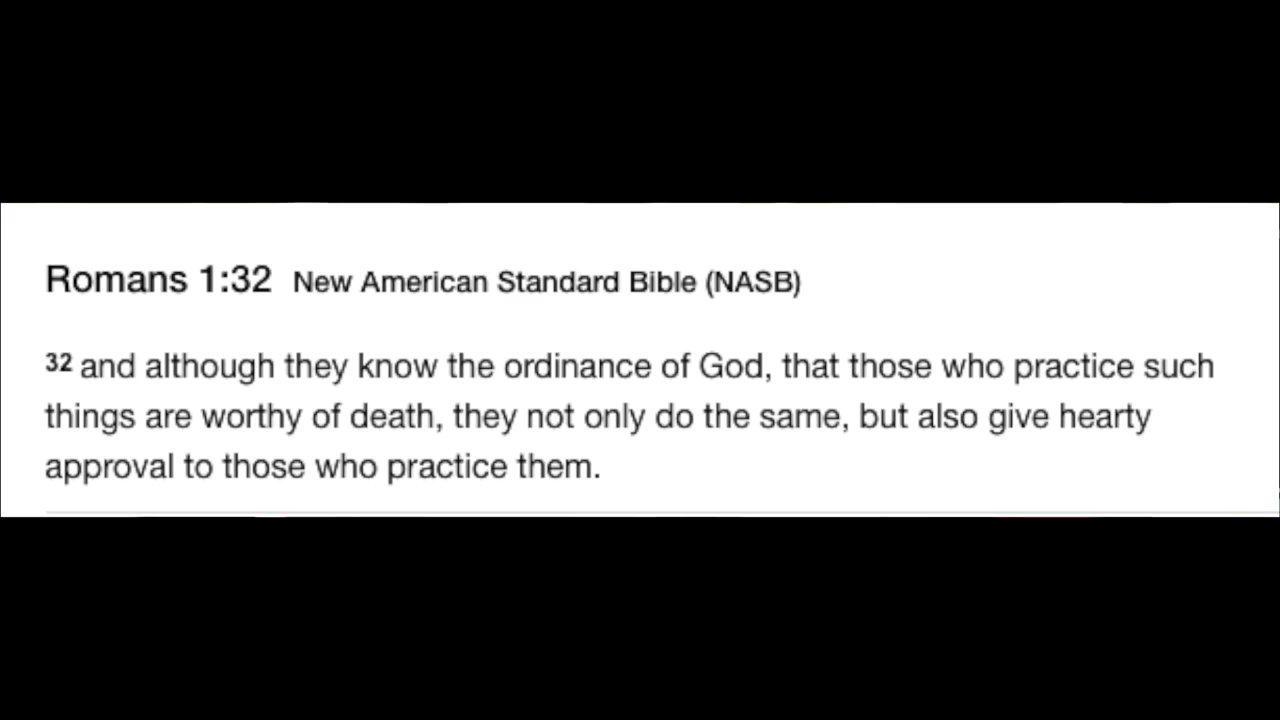 Romans 1:32 New American Standard Bible (NASB)
32 and although they know the ordinance of God, that those who practice such
things are worthy of death, they not only do the same, but also give hearty
approval to those who practice them.